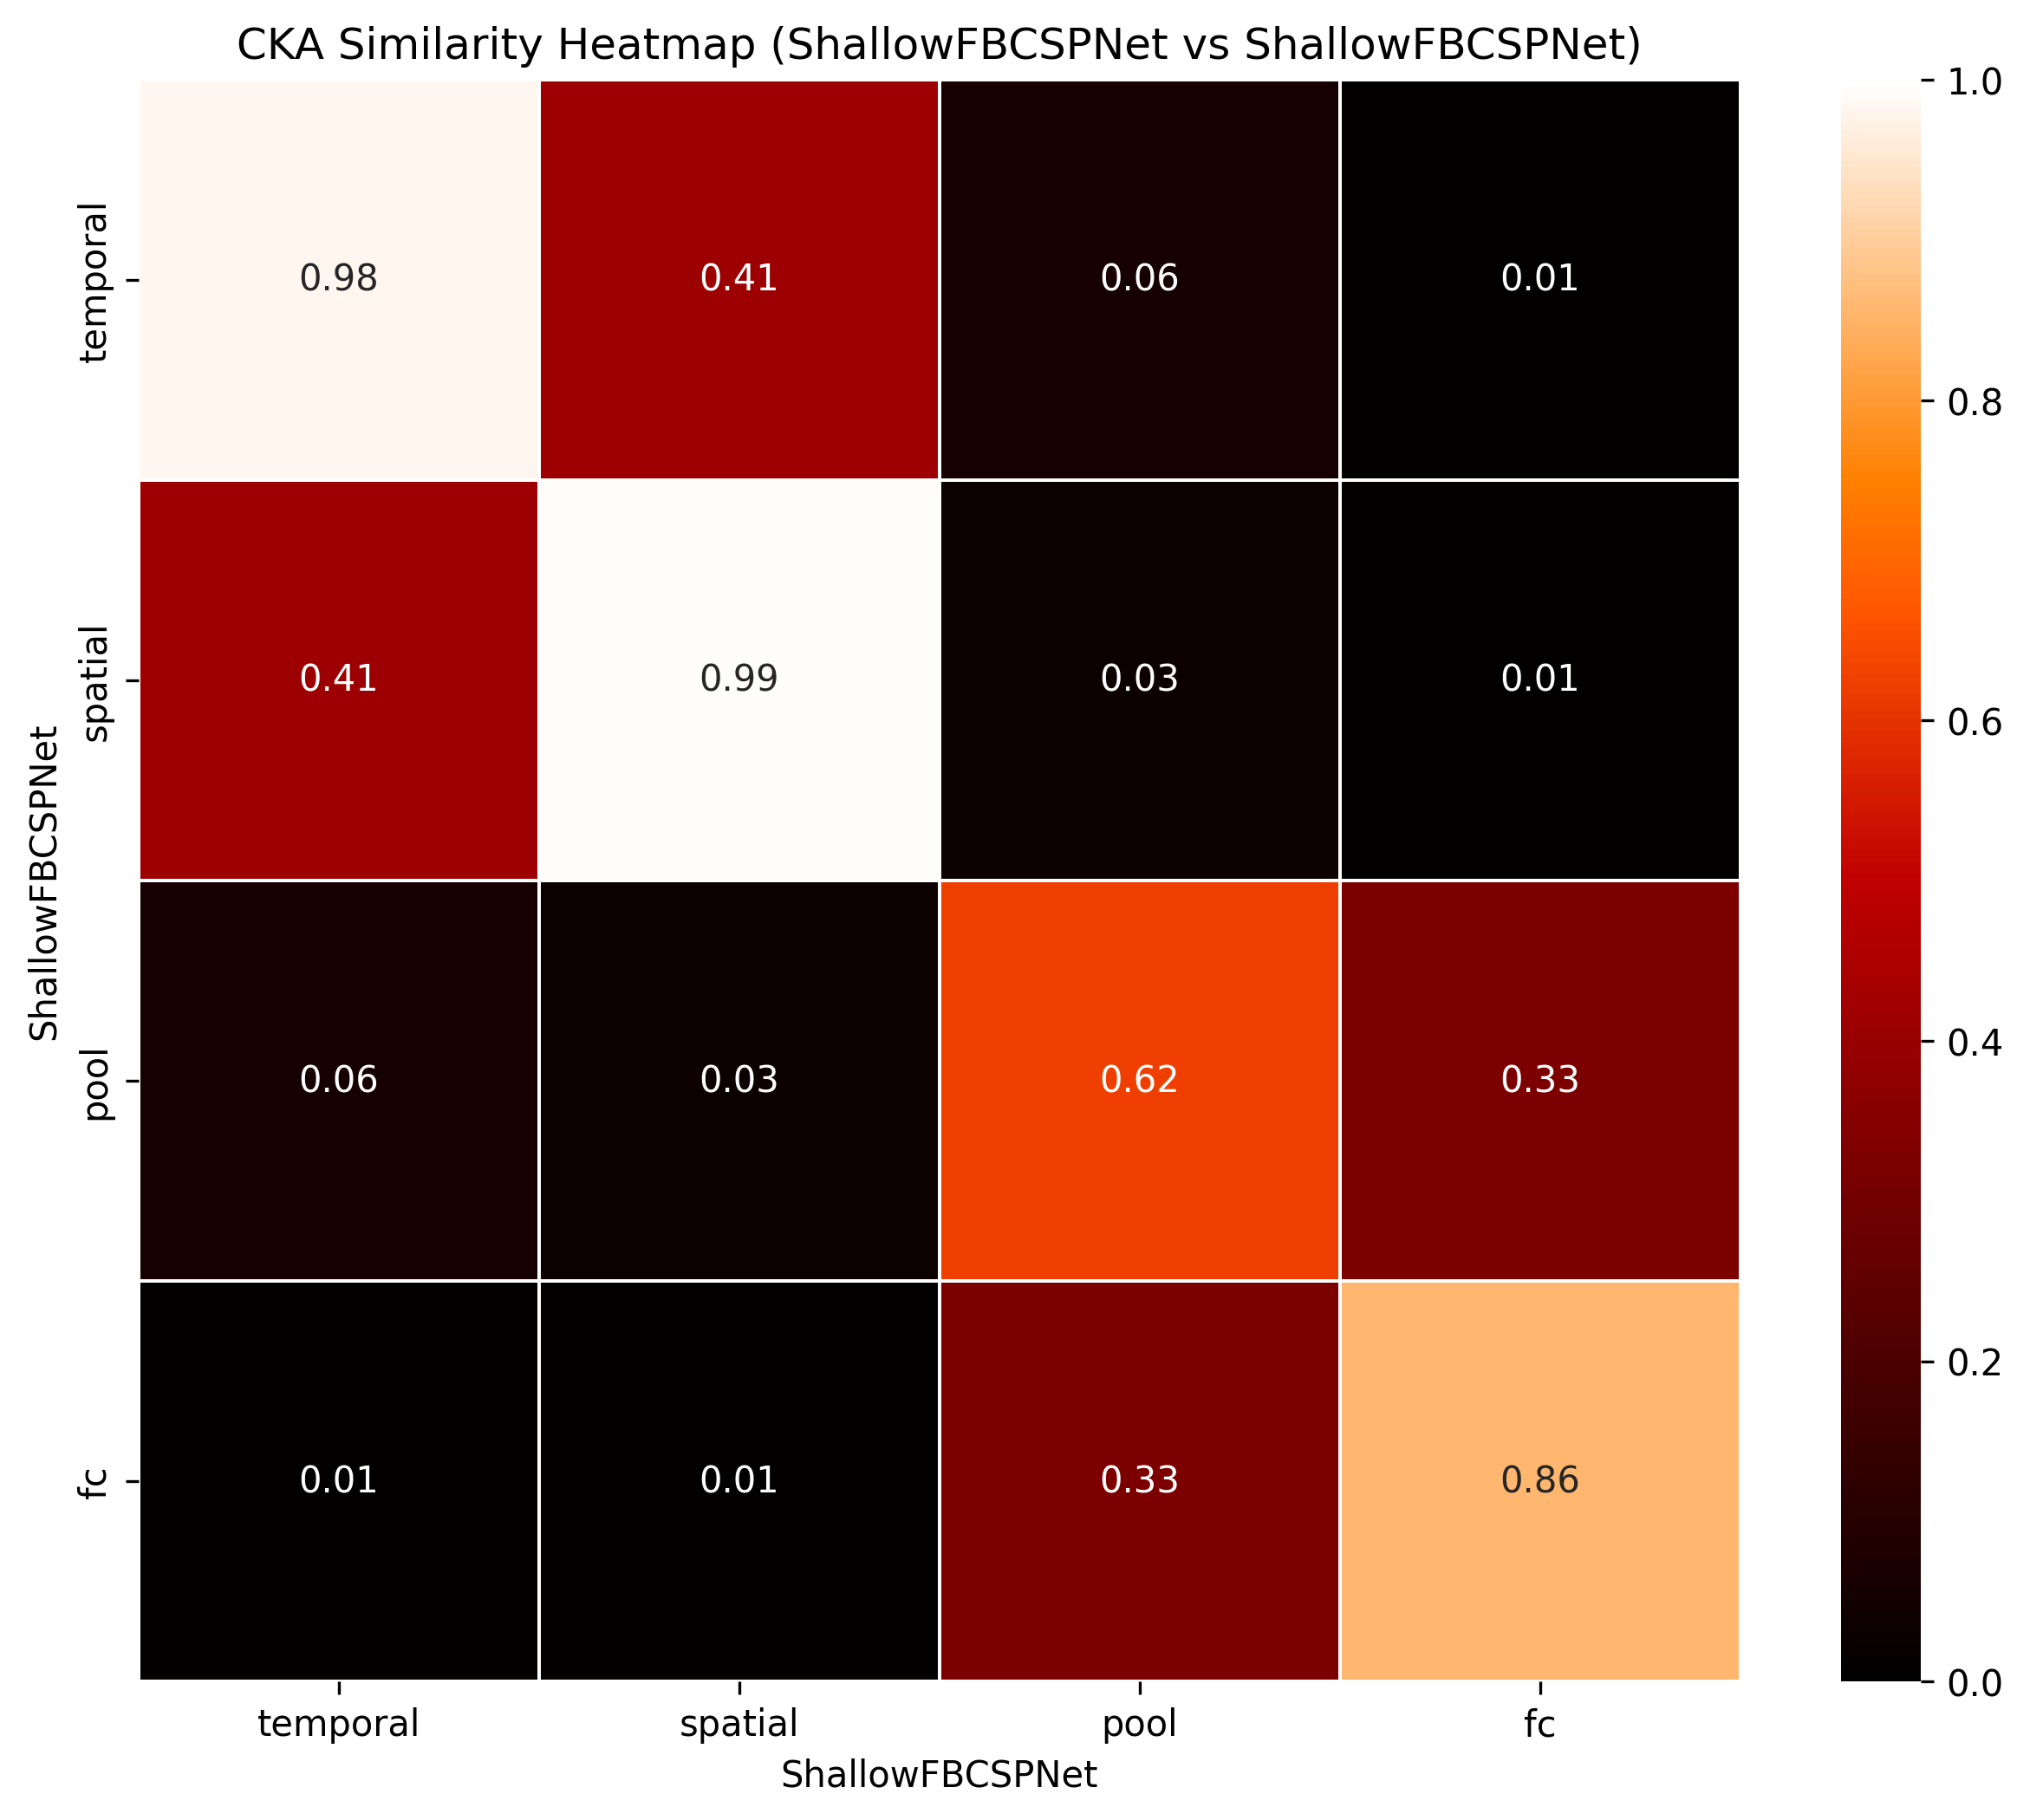 CKA Similarity Heatmap (ShallowFBCSPNet vs ShallowFBCSPNet)
ShallowFBCSPNet
temporal
0.98 0.41 0.06 0.01
spatial
0.41 0.99 0.03 0.01
pool
0.06 0.03 0.62 0.33
fc
0.01 0.01 0.33 0.86
temporal spatial pool fc
ShallowFBCSPNet
1.0
0.8
0.6
0.4
0.2
0.0